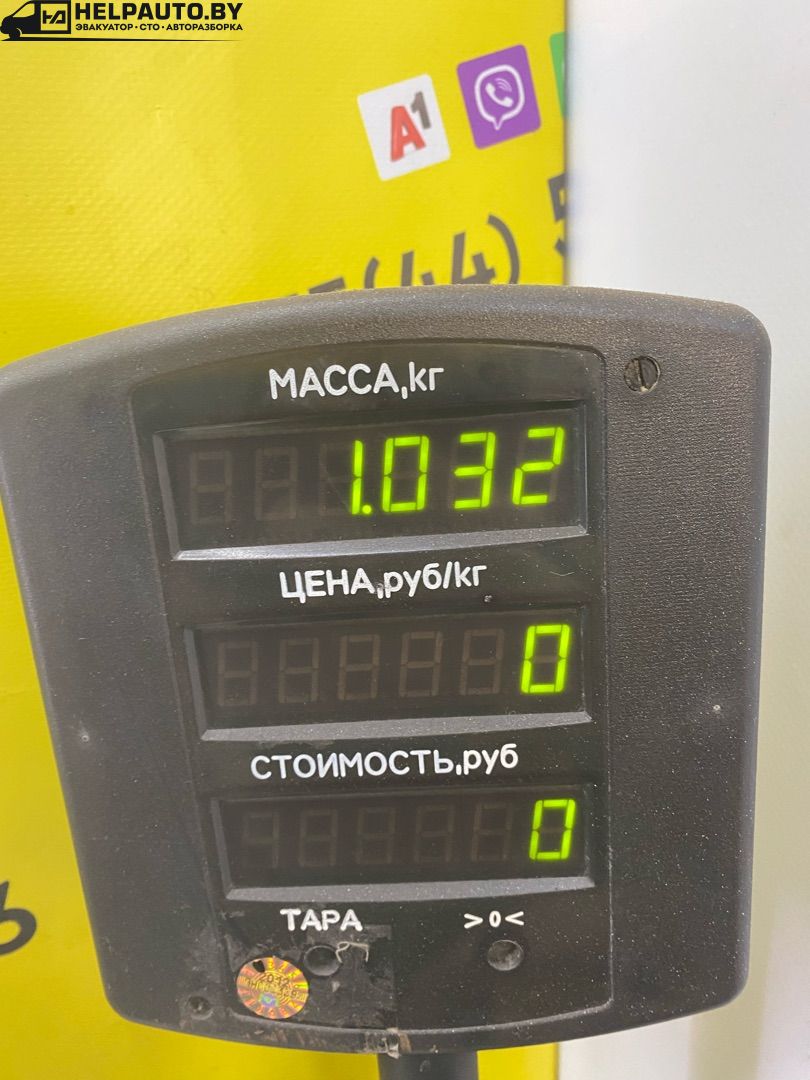 HELPAUTO.BY
ЭВАКУАТОР • СТО • АВТОРАЗБОРКА
A1
(44) 5
МАССА,кг
1.032
ЦЕНА,руб/кг
0
СТОИМОСТЬ,руб
0
ТАРА >0<